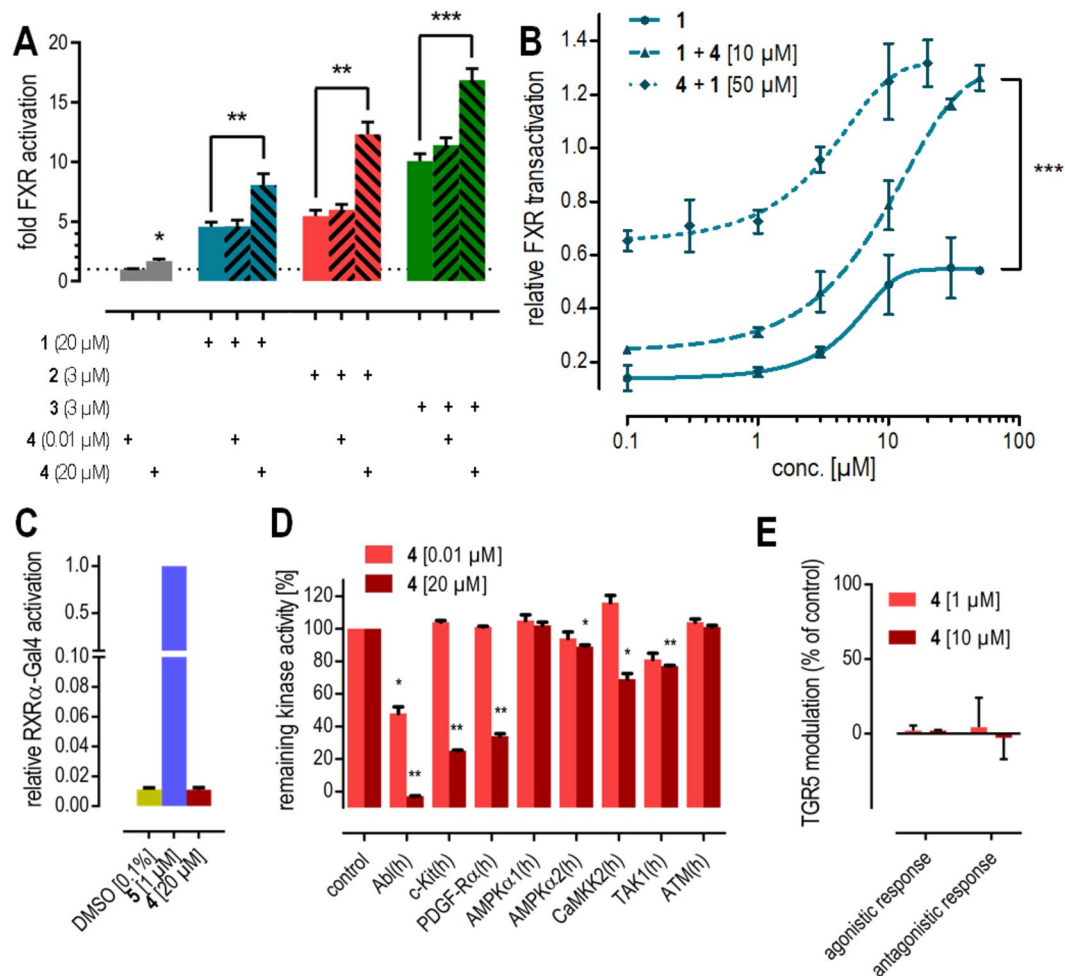 A
20
15
10
5
0
fold FXR activation
*
**
**
***
1 (20 µM) + + +
2 (3 µM) + + +
3 (3 µM) + + +
4 (0.01 µM) + + + +
4 (20 µM) + + + +
B
1
1 + 4 [10 µM]
4 + 1 [50 µM]
1.4
1.2
1.0
0.8
0.6
0.4
0.2
relative FXR transactivation
***
0.1 1 10 100
conc. [µM]
C
1.0
0.5
0.10
0.08
0.06
0.04
0.02
0.00
relative RXRα-Gal4 activation
DMSO [0.1%]
5 [1 µM]
4 [20 µM]
D
4 [0.01 µM]
4 [20 µM]
120
100
80
60
40
20
0
remaining kinase activity [%]
*
**
**
**
*
*
**
control
Abl(h)
c-Kit(h)
PDGF-Rα(h)
AMPKα1(h)
AMPKα2(h)
CaMKK2(h)
TAK1(h)
ATM(h)
E
4 [1 µM]
4 [10 µM]
100
50
0
TGR5 modulation (% of control)
agonistic response
antagonistic response